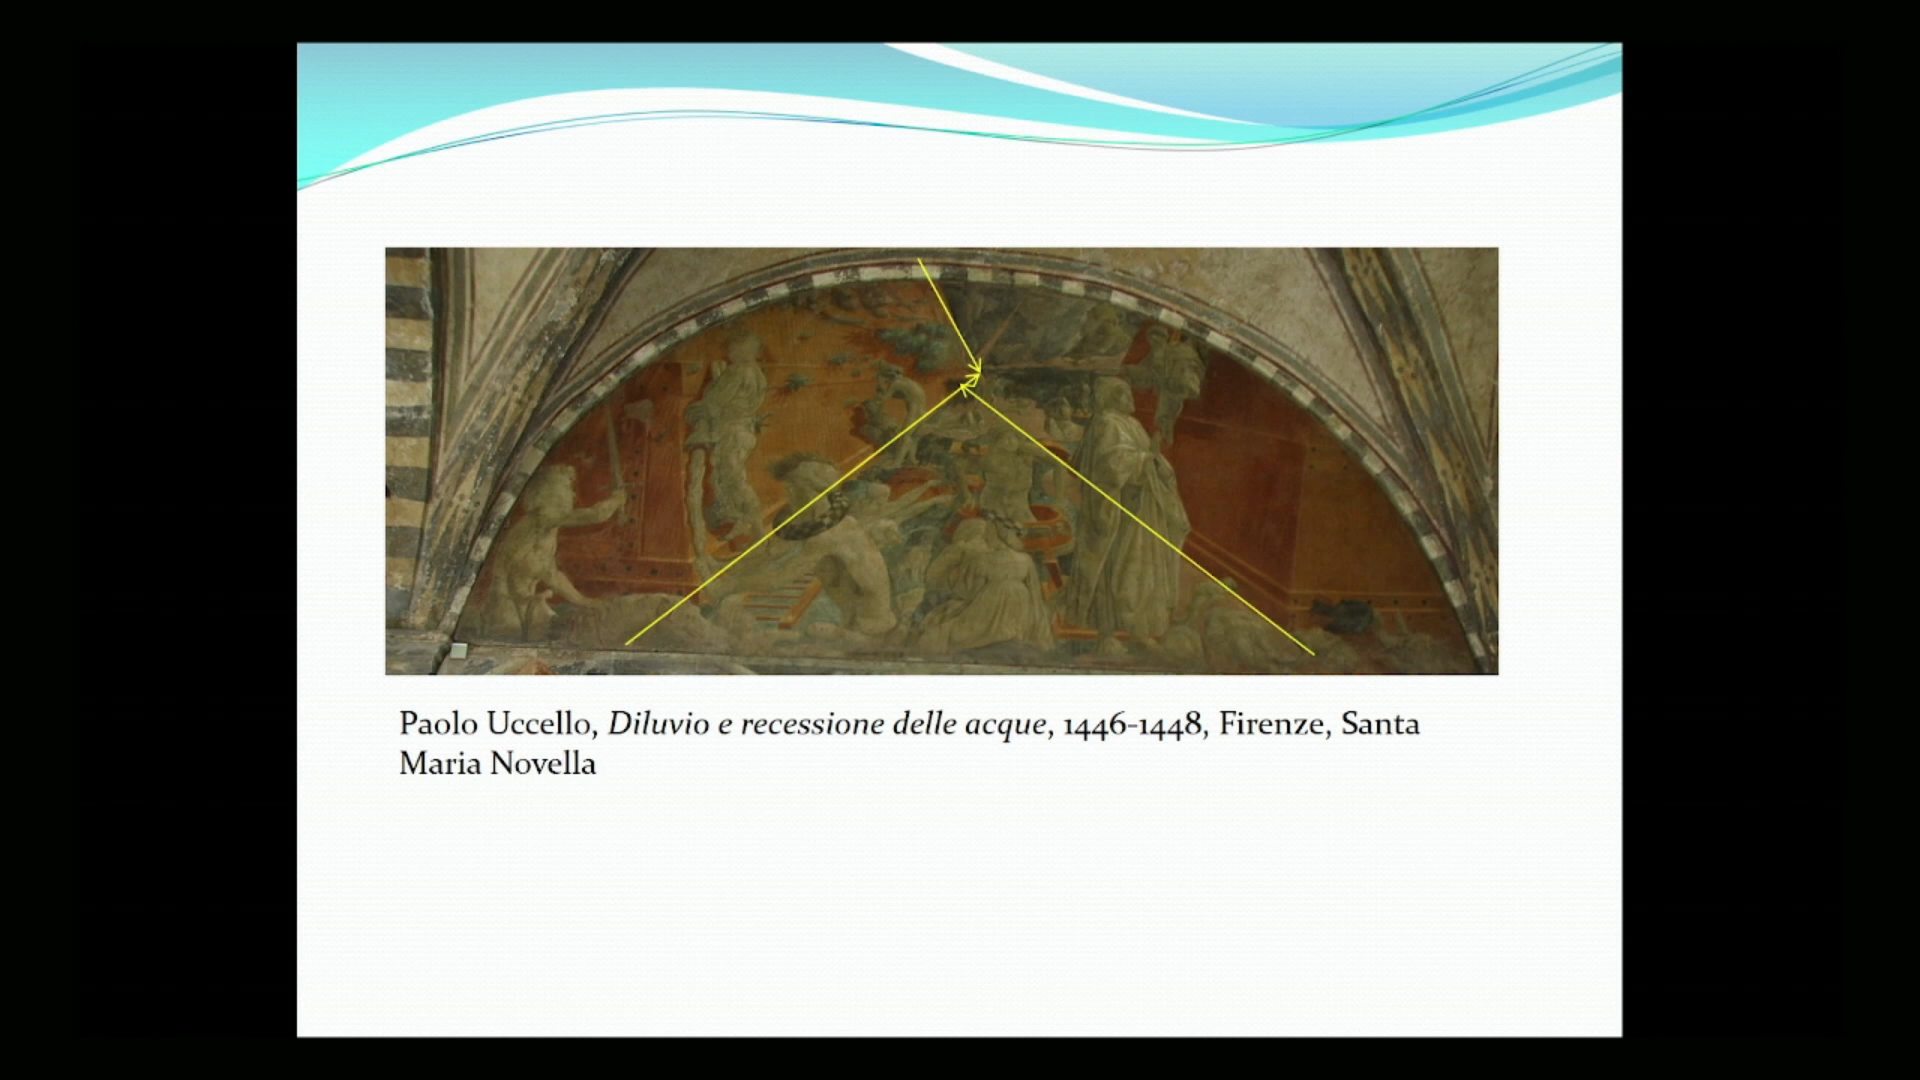 Paolo Uccello, Diluvio e recessione delle acque, 1446-1448, Firenze, Santa
Maria Novella